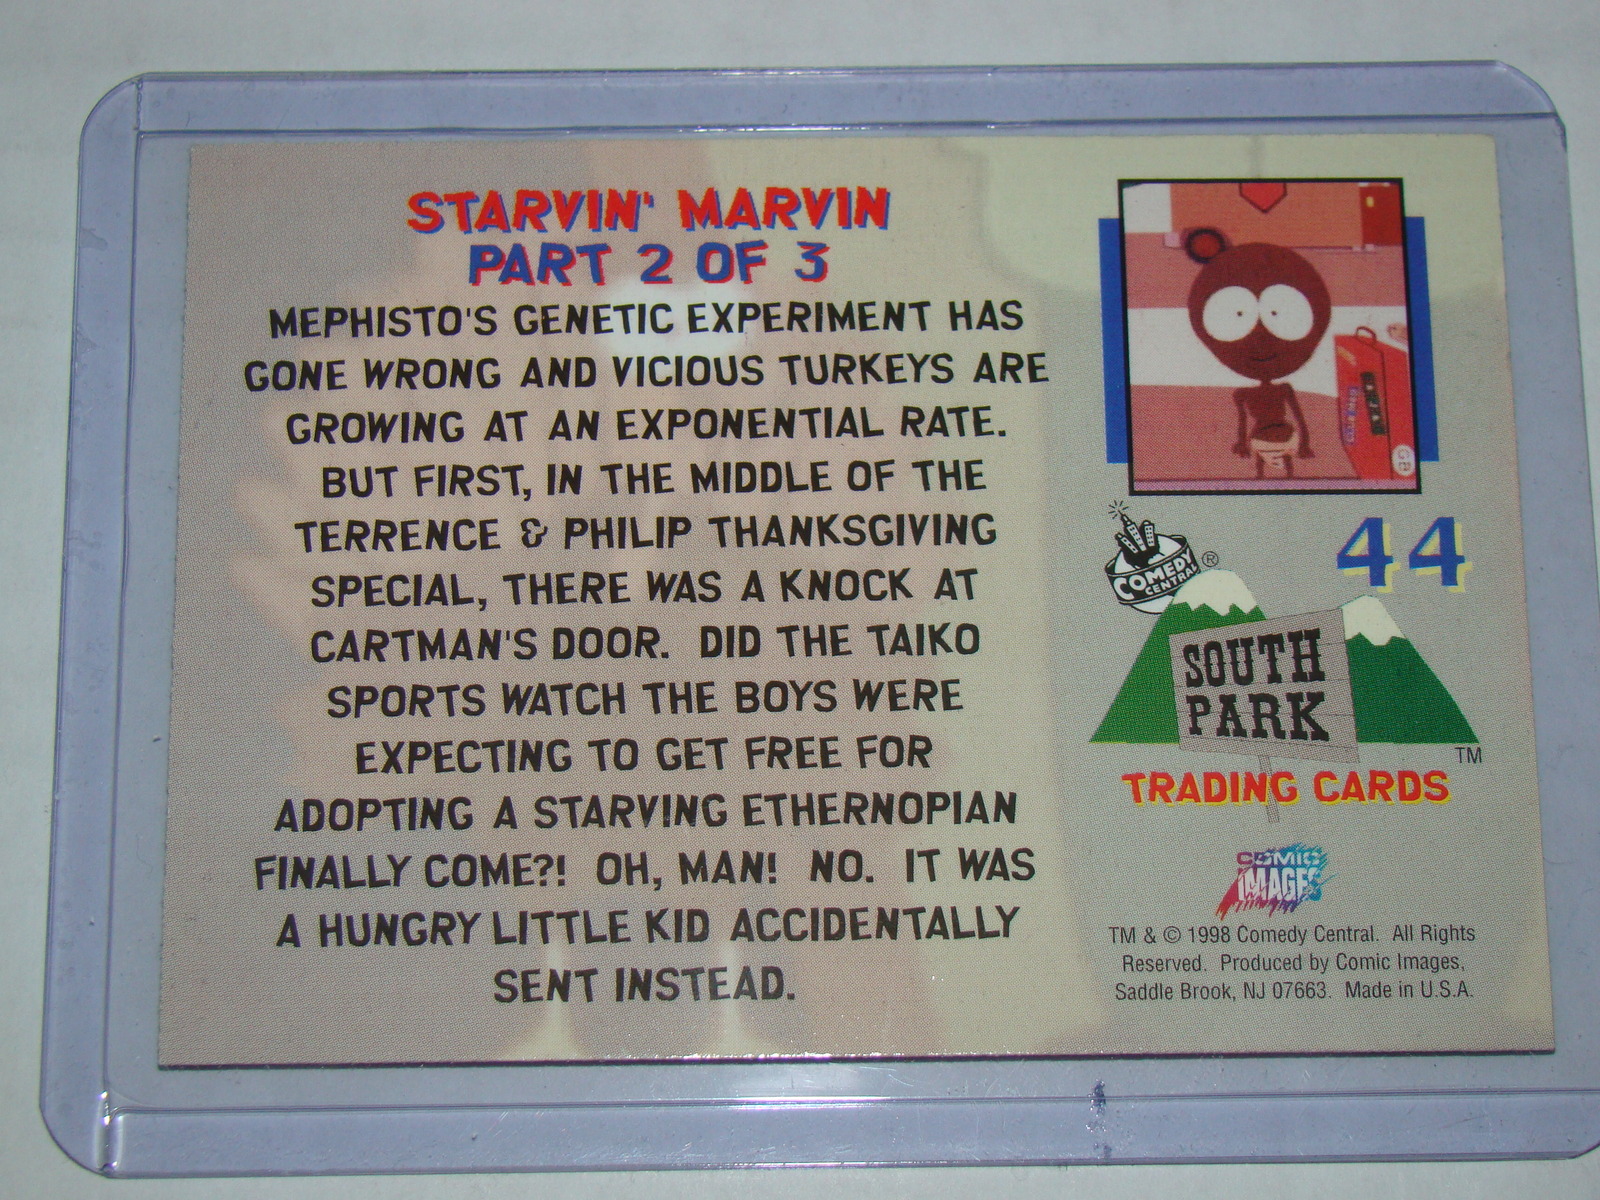 STARVIN' MARVIN
PART 2 OF 3
MEPHISTO'S GENETIC EXPERIMENT HAS
GONE WRONG AND VICIOUS TURKEYS ARE
GROWING AT AN EXPONENTIAL RATE.
BUT FIRST, IN THE MIDDLE OF THE
TERRENCE & PHILIP THANKSGIVING
SPECIAL, THERE WAS A KNOCK AT
CARTMAN'S DOOR. DID THE TAIKO
SPORTS WATCH THE BOYS WERE
EXPECTING TO GET FREE FOR
ADOPTING A STARVING ETHERNOPIAN
FINALLY COME?! OH, MAN! NO. IT WAS
A HUNGRY LITTLE KID ACCIDENTALLY
SENT INSTEAD.
44
COMEDY
CENTRAL ®
SOUTH
PARK
TM
TRADING CARDS
COMIC
IMAGES
TM & © 1998 Comedy Central. All Rights
Reserved. Produced by Comic Images,
Saddle Brook, NJ 07663. Made in U.S.A.